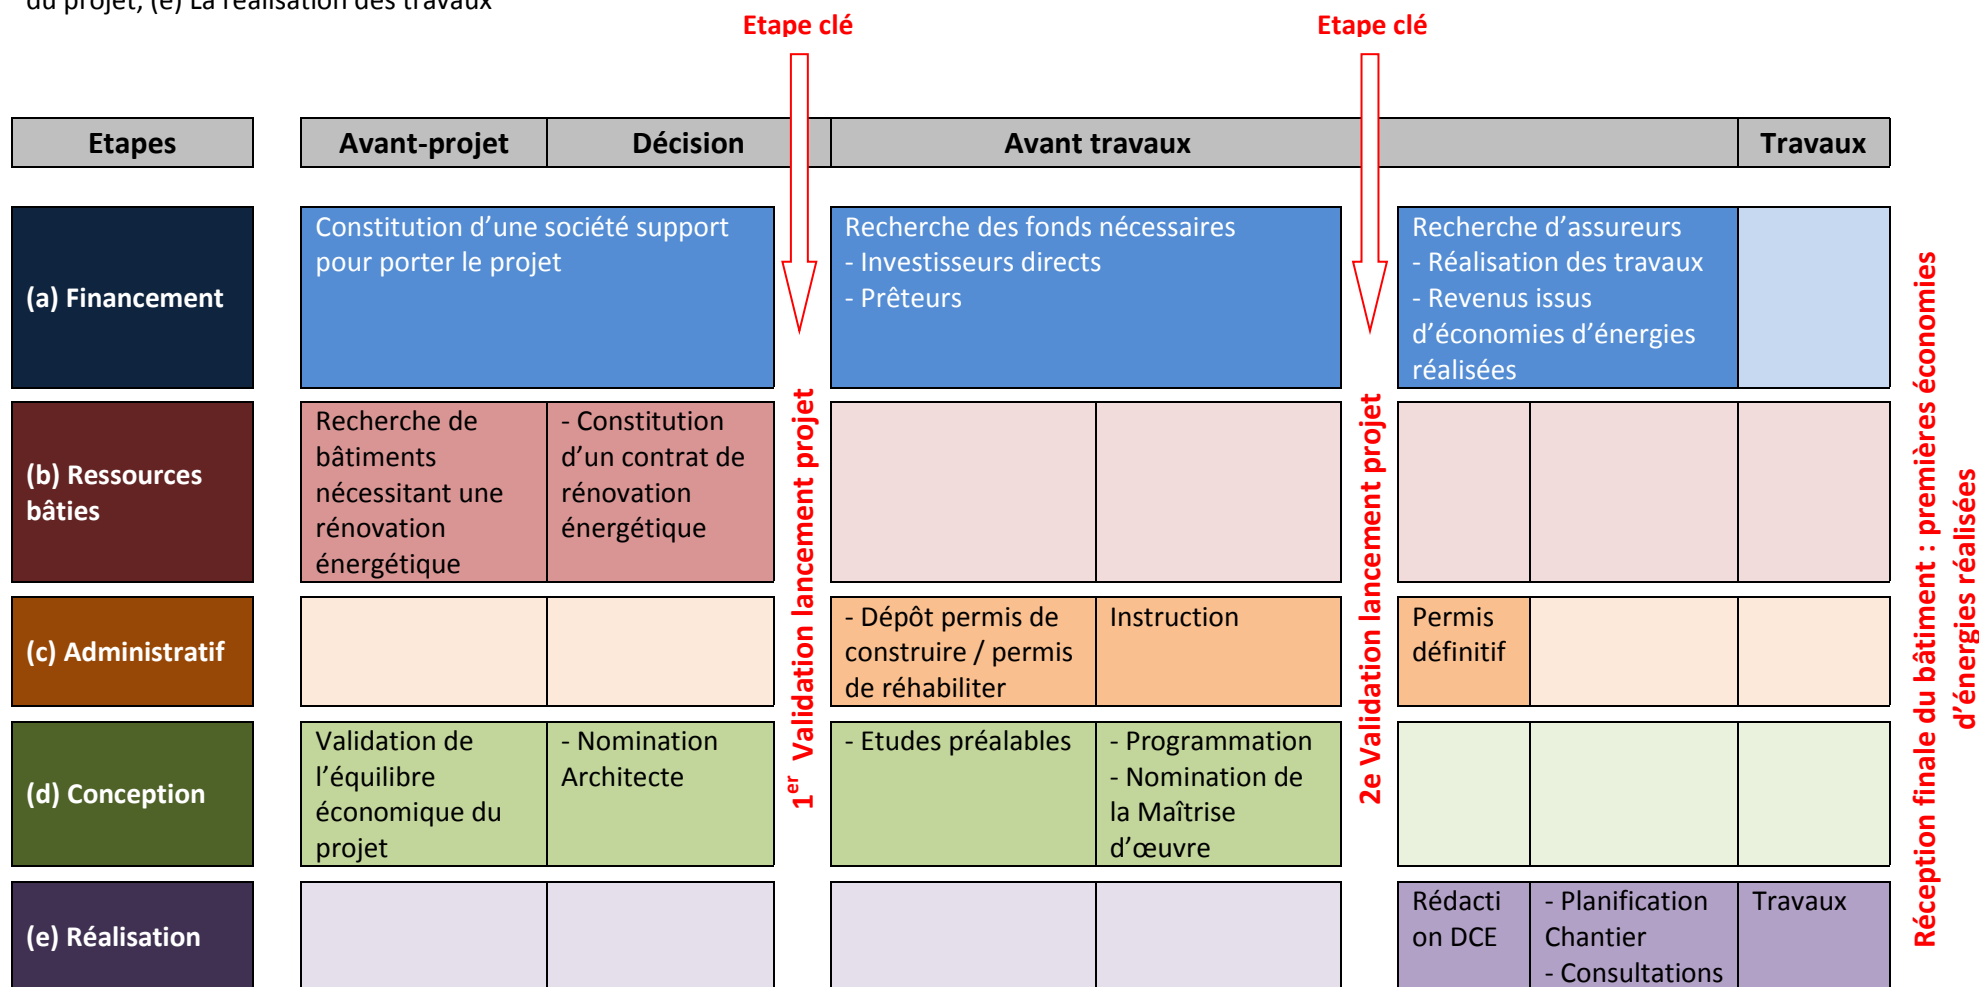 du projet, (e) La réalisation des travaux
Etape clé
Etape clé
Etapes
Avant-projet
Décision
Avant travaux
Travaux
(a) Financement
Constitution d’une société support
pour porter le projet
Recherche des fonds nécessaires
- Investisseurs directs
- Prêteurs
Recherche d’assureurs
- Réalisation des travaux
- Revenus issus
d’économies d’énergies
réalisées
(b) Ressources
bâties
Recherche de
bâtiments
nécessitant une
rénovation
énergétique
- Constitution
d’un contrat de
rénovation
énergétique
(c) Administratif
- Dépôt permis de
construire / permis
de réhabiliter
Instruction
Permis
définitif
(d) Conception
Validation de
l’équilibre
économique du
projet
- Nomination
Architecte
- Etudes préalables
- Programmation
- Nomination de
la Maîtrise
d’œuvre
(e) Réalisation
Rédacti
on DCE
- Planification
Chantier
- Consultations
Travaux
1er Validation lancement projet
2e Validation lancement projet
Réception finale du bâtiment : premières économies
d’énergies réalisées